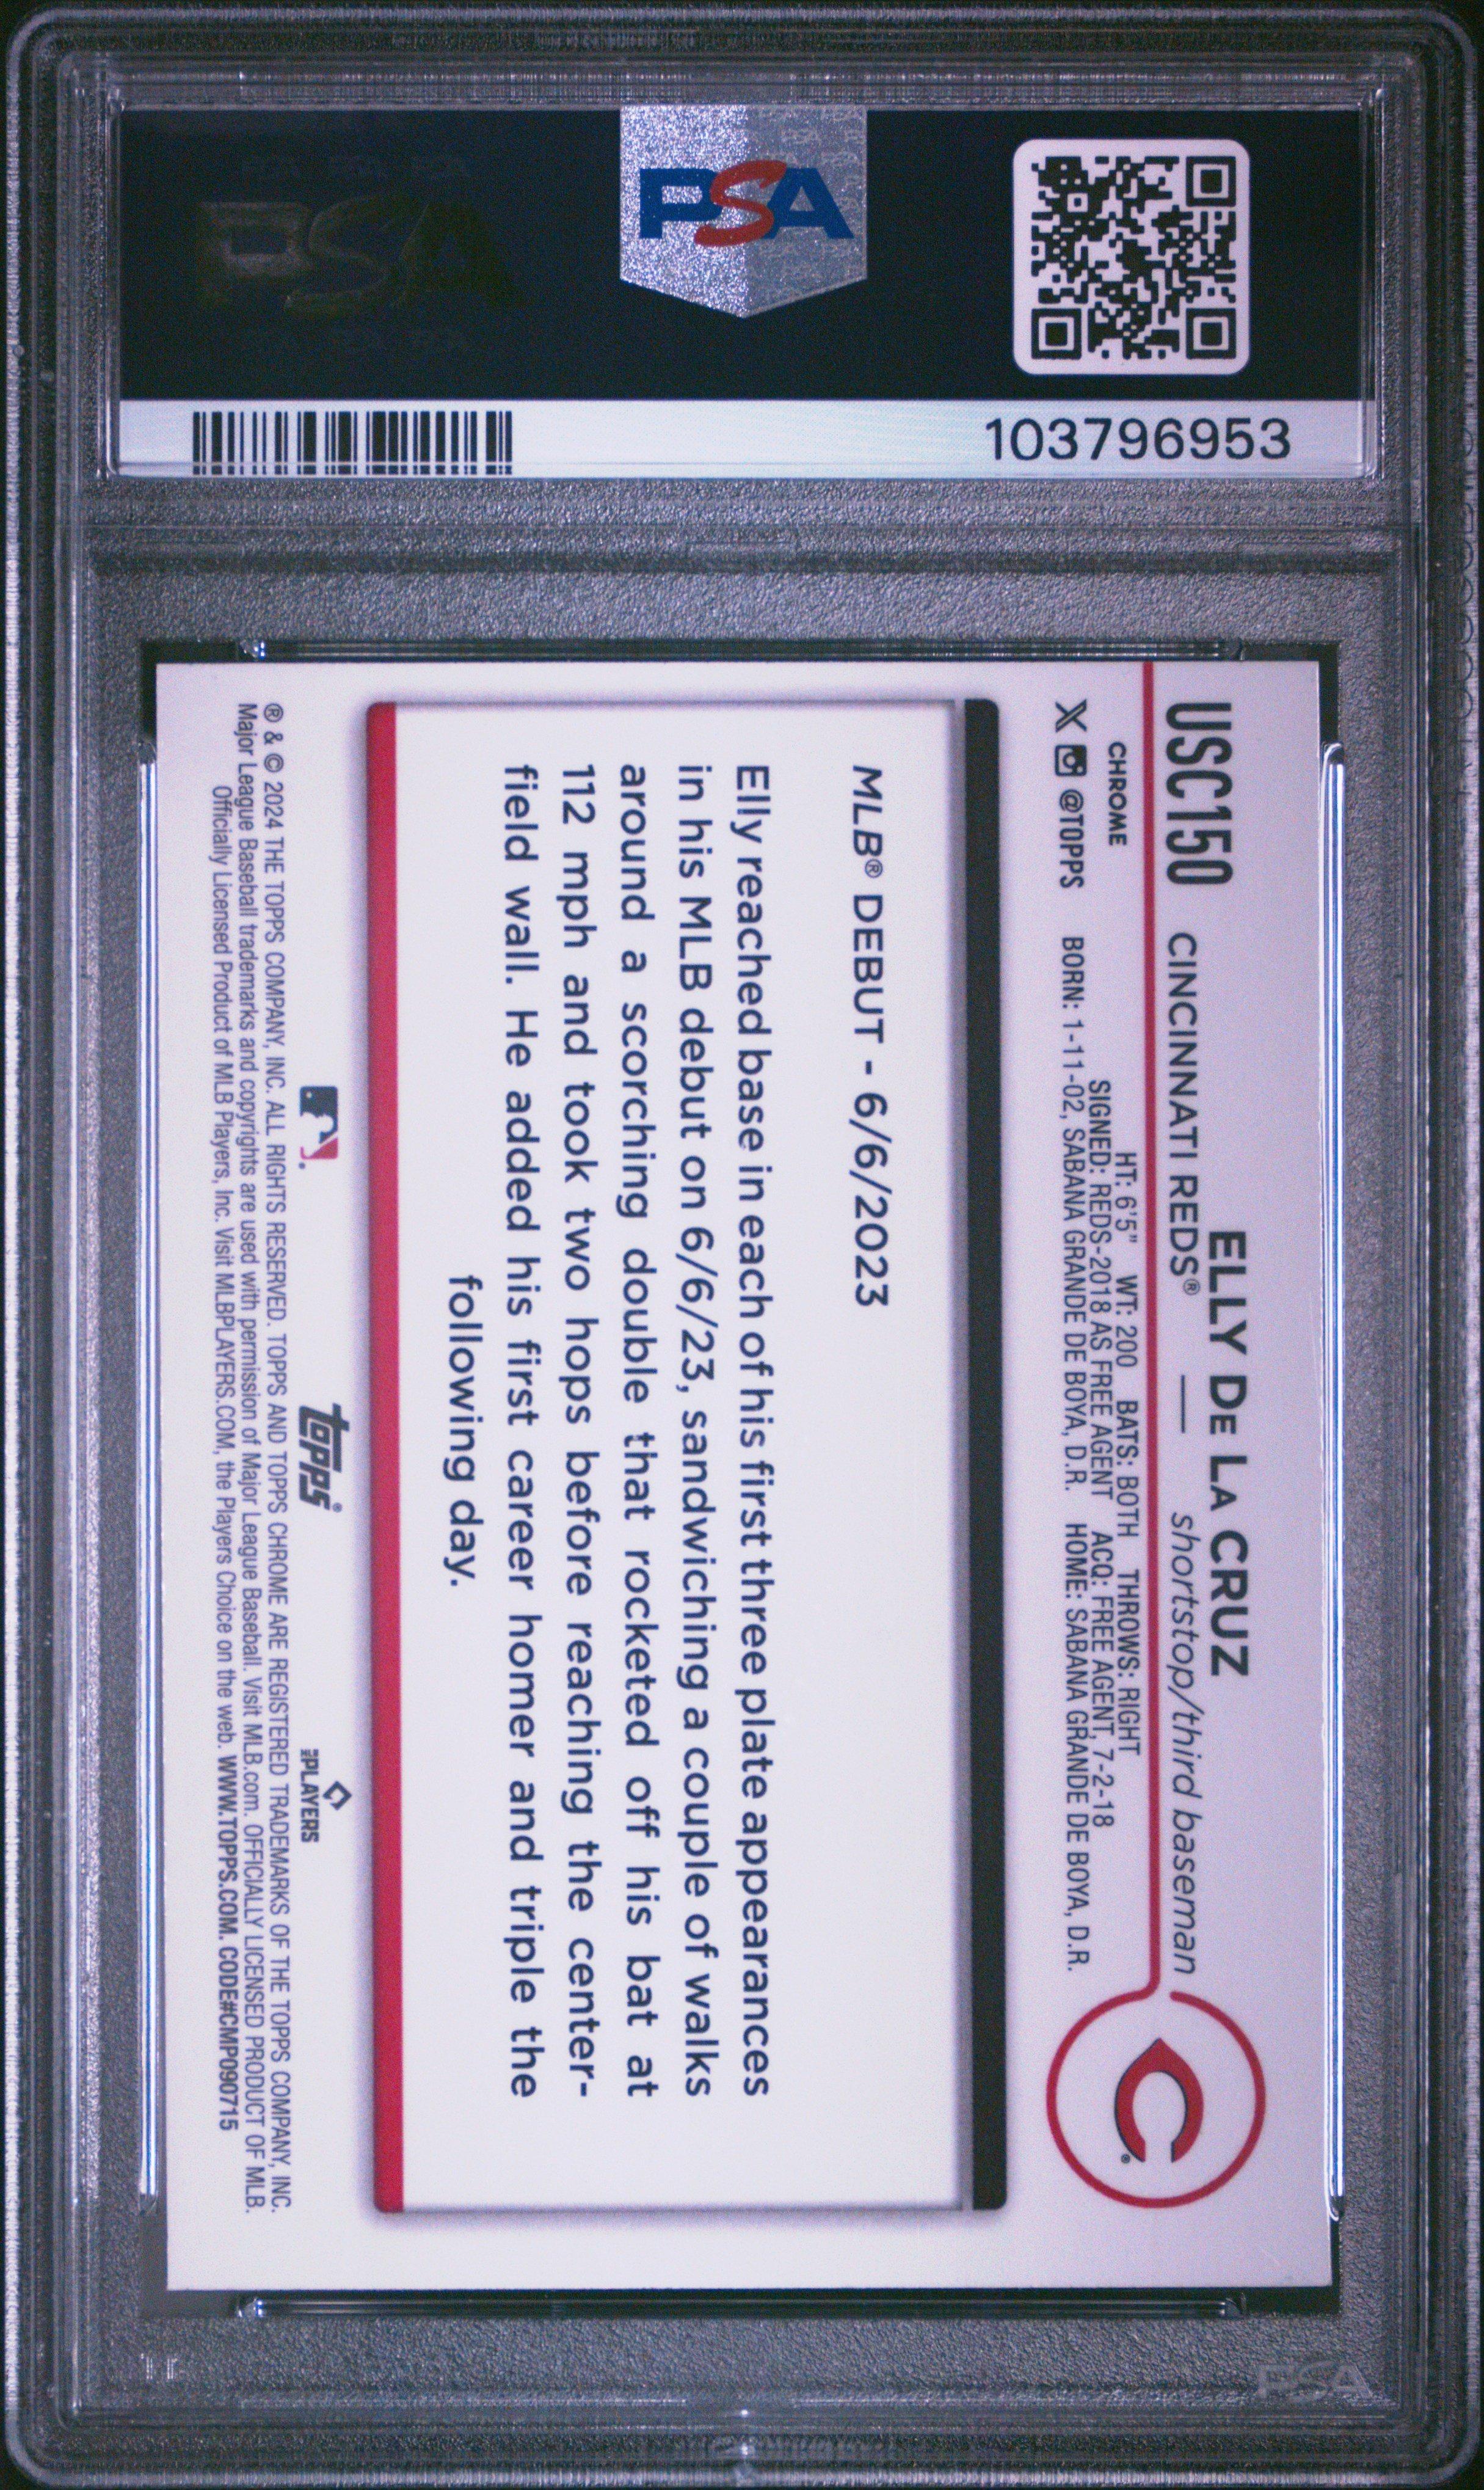 PSA
PSA
103796953
USC150
ELLY De LA CRUZ
CINCINNATI REDS® — shortstop/third baseman
CHROME
HT: 6'5" WT: 200 BATS: BOTH THROWS: RIGHT
SIGNED: REDS-2018 AS FREE AGENT ACQ: FREE AGENT, 7-2-18
X @TOPPS BORN: 1-11-02, SABANA GRANDE DE BOYA, D.R. HOME: SABANA GRANDE DE BOYA, D.R.
C
MLB® DEBUT - 6/6/2023
Elly reached base in each of his first three plate appearances
in his MLB debut on 6/6/23, sandwiching a couple of walks
around a scorching double that rocketed off his bat at
112 mph and took two hops before reaching the center-
field wall. He added his first career homer and triple the
following day.
topps®
MLB PLAYERS
® & © 2024 THE TOPPS COMPANY, INC. ALL RIGHTS RESERVED. TOPPS AND TOPPS CHROME ARE REGISTERED TRADEMARKS OF THE TOPPS COMPANY, INC.
Major League Baseball trademarks and copyrights are used with permission of Major League Baseball. Visit MLB.com. OFFICIALLY LICENSED PRODUCT OF MLB.
Officially Licensed Product of MLB Players, Inc. Visit MLBPLAYERS.COM, the Players Choice on the web. WWW.TOPPS.COM. CODE#CMP090715
PSA